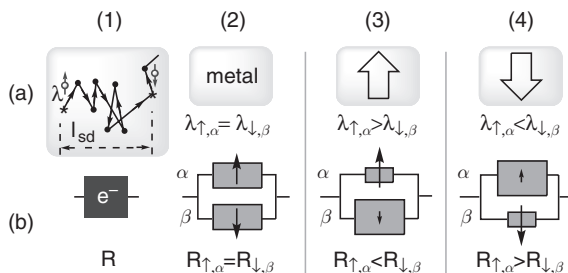 (1) (2) (3) (4)
(a) λ metal
l_sd
λ↑,α = λ↓,β λ↑,α > λ↓,β λ↑,α < λ↓,β
α α α
e⁻
β β β
(b)
R R↑,α = R↓,β R↑,α < R↓,β R↑,α > R↓,β